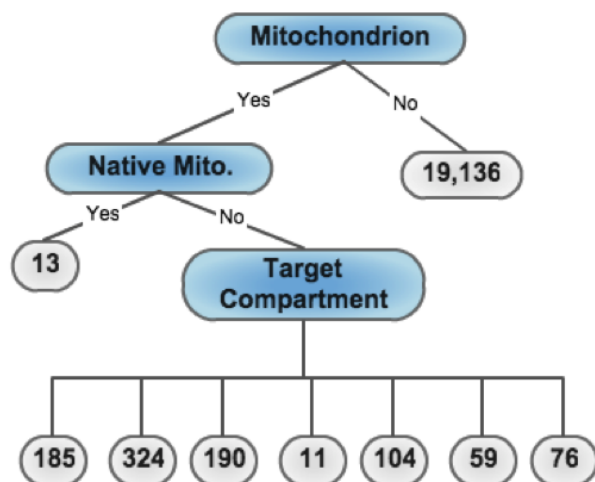 Mitochondrion
Yes
No
Native Mito.
19,136
Yes
No
13
Target
Compartment
185
324
190
11
104
59
76